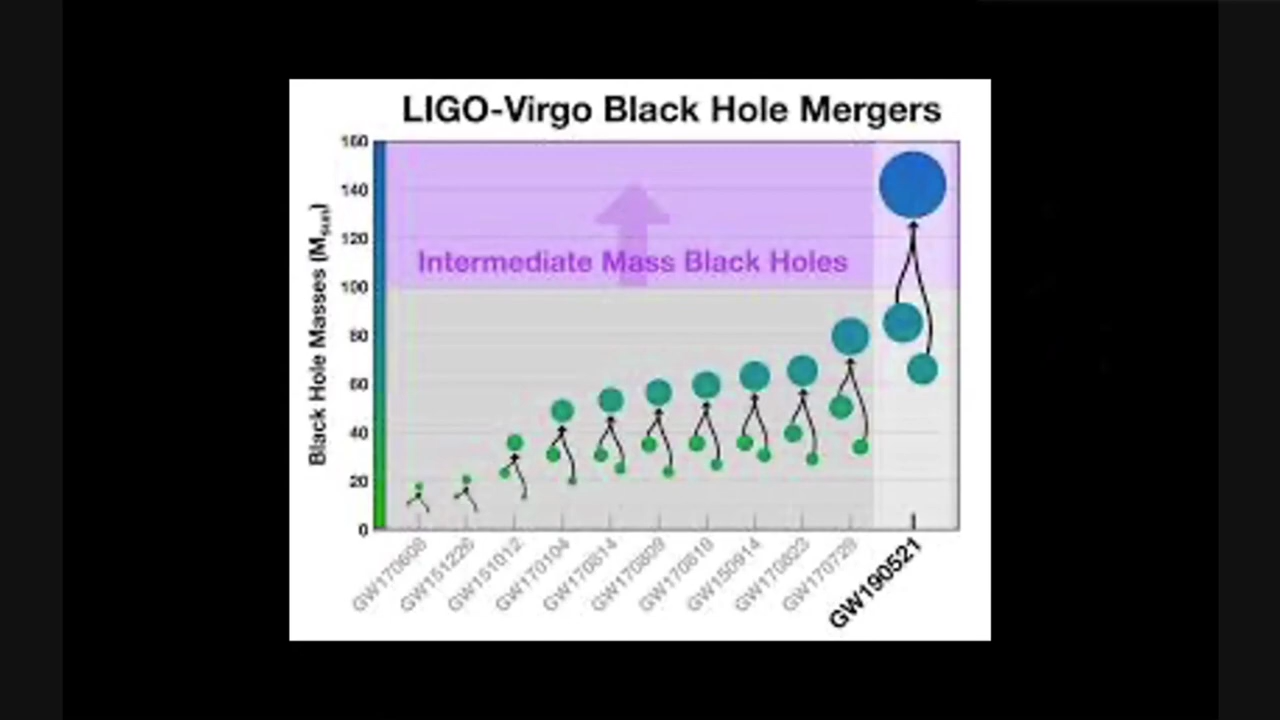 LIGO-Virgo Black Hole Mergers
Black Hole Masses (Msun)
160
140
120
100
80
60
40
20
0
Intermediate Mass Black Holes
GW170608
GW151226
GW151012
GW170104
GW170814
GW170809
GW170818
GW150914
GW170823
GW170729
GW190521